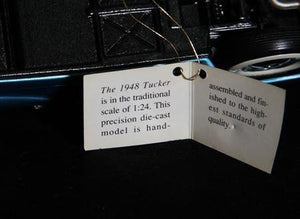 The 1948 Tucker
is in the traditional
scale of 1:24. This
precision die-cast
model is hand-
assembled and fin-
ished to the high-
est standards of
quality.